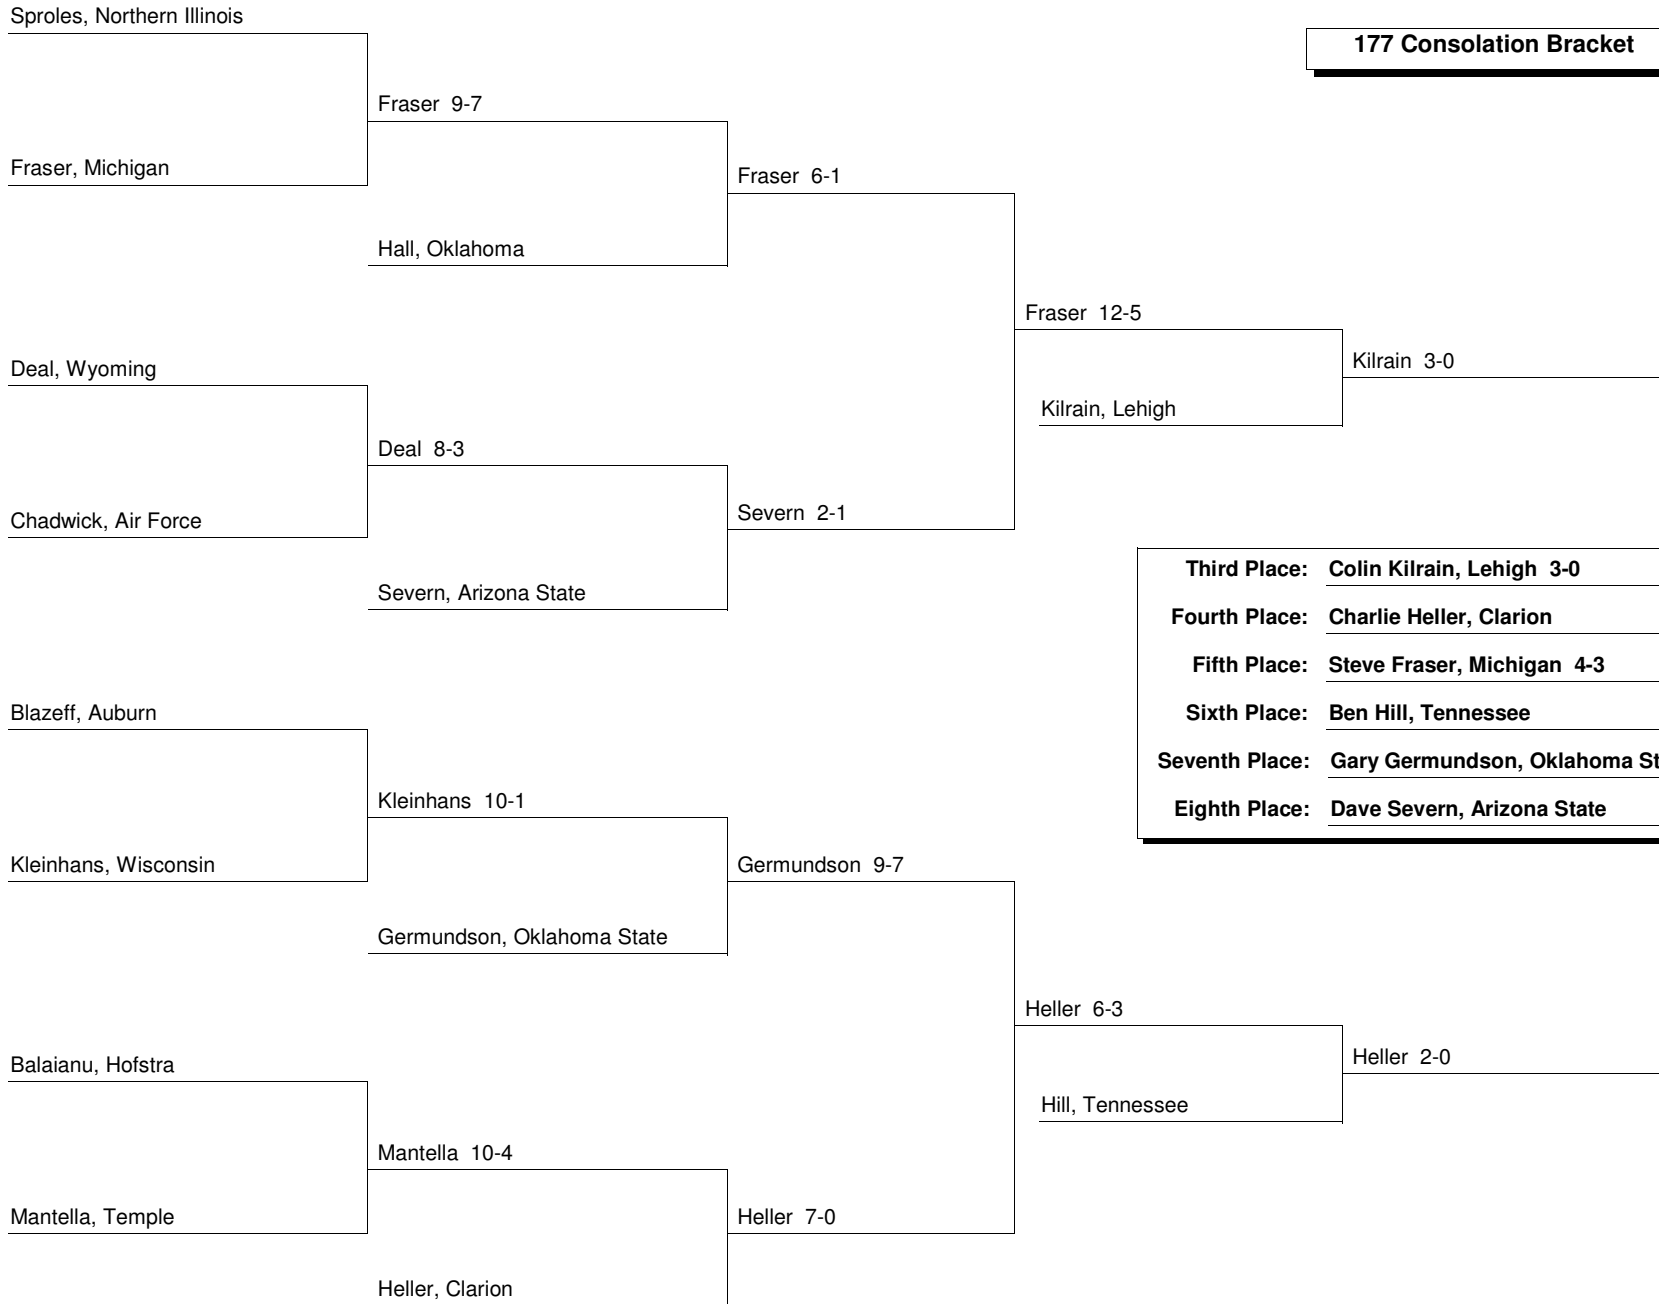 Sproles, Northern Illinois
177 Consolation Bracket
Fraser 9-7
Fraser, Michigan
Fraser 6-1
Hall, Oklahoma
Fraser 12-5
Deal, Wyoming
Kilrain 3-0
Kilrain, Lehigh
Deal 8-3
Chadwick, Air Force
Severn 2-1
Severn, Arizona State
Third Place: Colin Kilrain, Lehigh 3-0
Fourth Place: Charlie Heller, Clarion
Fifth Place: Steve Fraser, Michigan 4-3
Sixth Place: Ben Hill, Tennessee
Seventh Place: Gary Germundson, Oklahoma St
Eighth Place: Dave Severn, Arizona State
Blazeff, Auburn
Kleinhans 10-1
Kleinhans, Wisconsin
Germundson 9-7
Germundson, Oklahoma State
Heller 6-3
Balaianu, Hofstra
Heller 2-0
Hill, Tennessee
Mantella 10-4
Mantella, Temple
Heller 7-0
Heller, Clarion